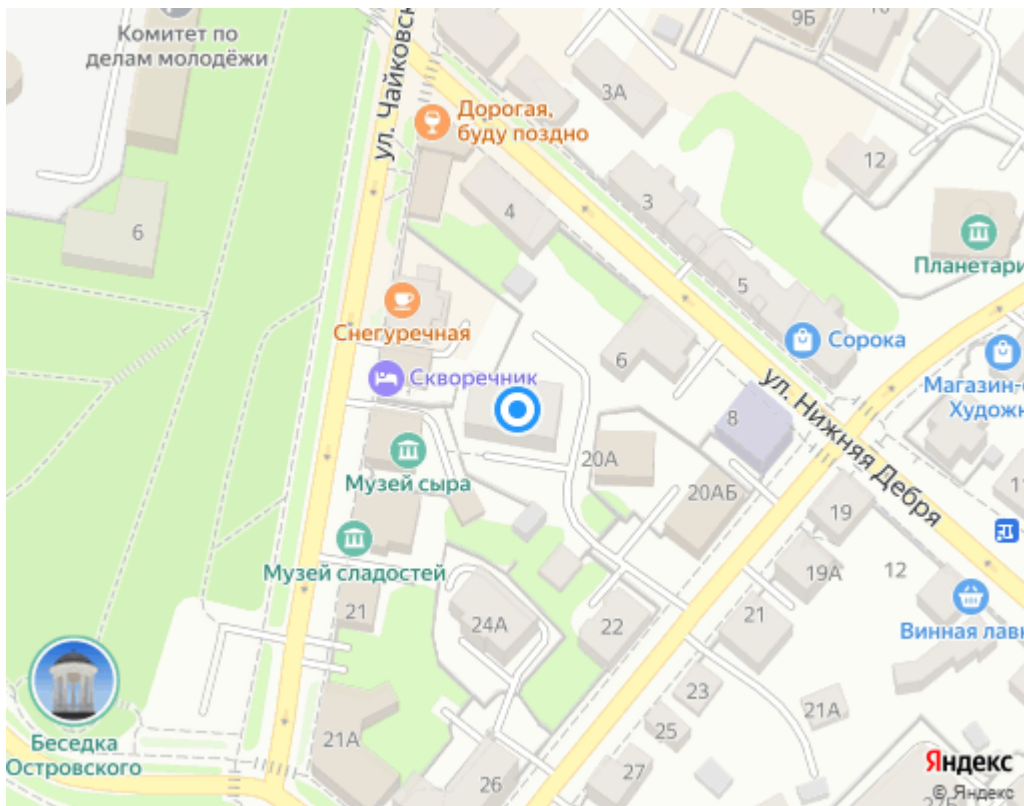 Комитет по
делам молодёжи
9Б
10
ул. Чайковск
Дорогая,
буду поздно
3А
12
6
4
3
Планетари
5
Снегуречная
Сорока
6
Скворечник
Магазин-
Художн
8
ул. Нижняя Дебря
Музей сыра
20А
20АБ
19
Музей сладостей
19А
12
21
24А
22
21
Винная лавк
23
21А
25
Беседка
Островского
21А
26
27
Яндекс
© Яндекс